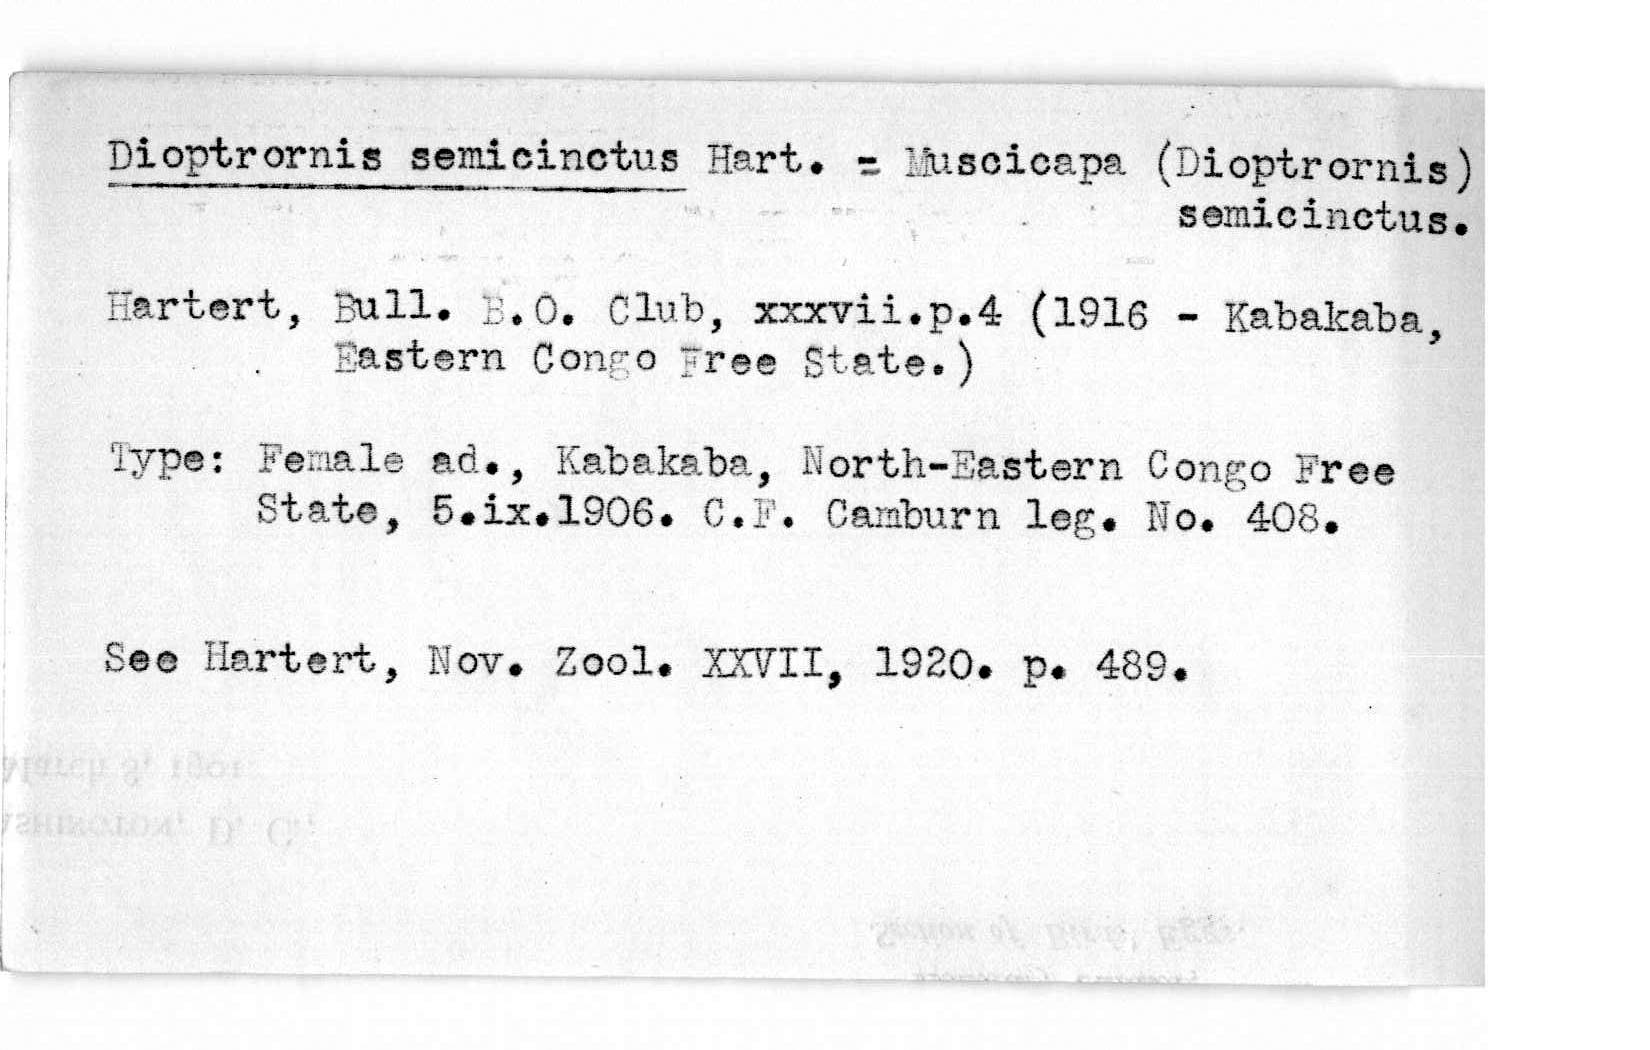 Dioptrornis semicinctus Hart. = Muscicapa (Dioptrornis)
semicinctus.
Hartert, Bull. B.O. Club, xxxvii.p.4 (1916 - Kabakaba,
Eastern Congo Free State.)
Type: Female ad., Kabakaba, North-Eastern Congo Free
State, 5.ix.1906. C.F. Camburn leg. No. 408.
See Hartert, Nov. Zool. XXVII, 1920. p. 489.